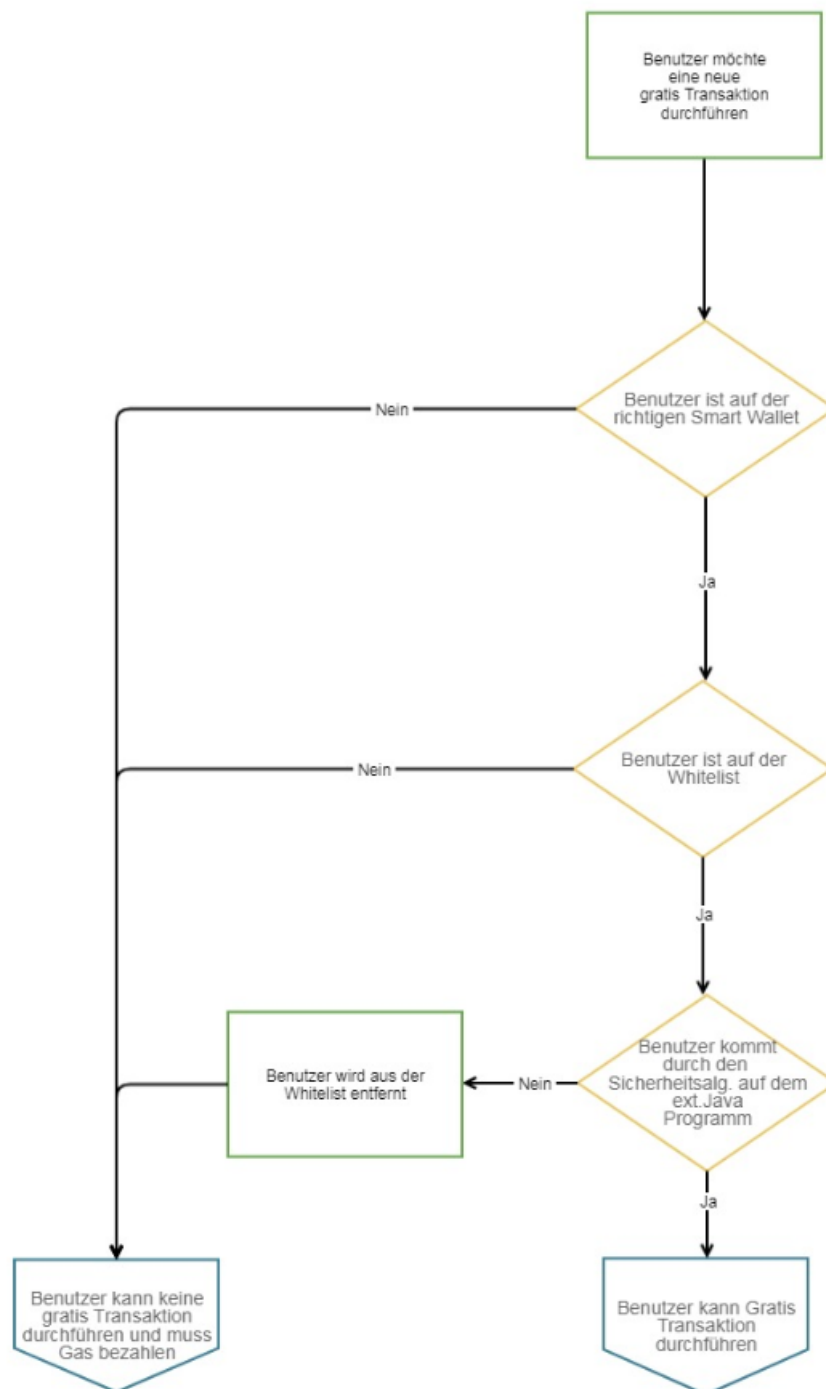 Benutzer möchte
eine neue
gratis Transaktion
durchführen
Benutzer ist auf der
richtigen Smart Wallet
Nein
Ja
Benutzer ist auf der
Whitelist
Nein
Ja
Benutzer kommt
durch den
Sicherheitsalg. auf dem
ext.Java
Programm
Nein
Benutzer wird aus der
Whitelist entfernt
Ja
Benutzer kann keine
gratis Transaktion
durchführen und muss
Gas bezahlen
Benutzer kann Gratis
Transaktion
durchführen